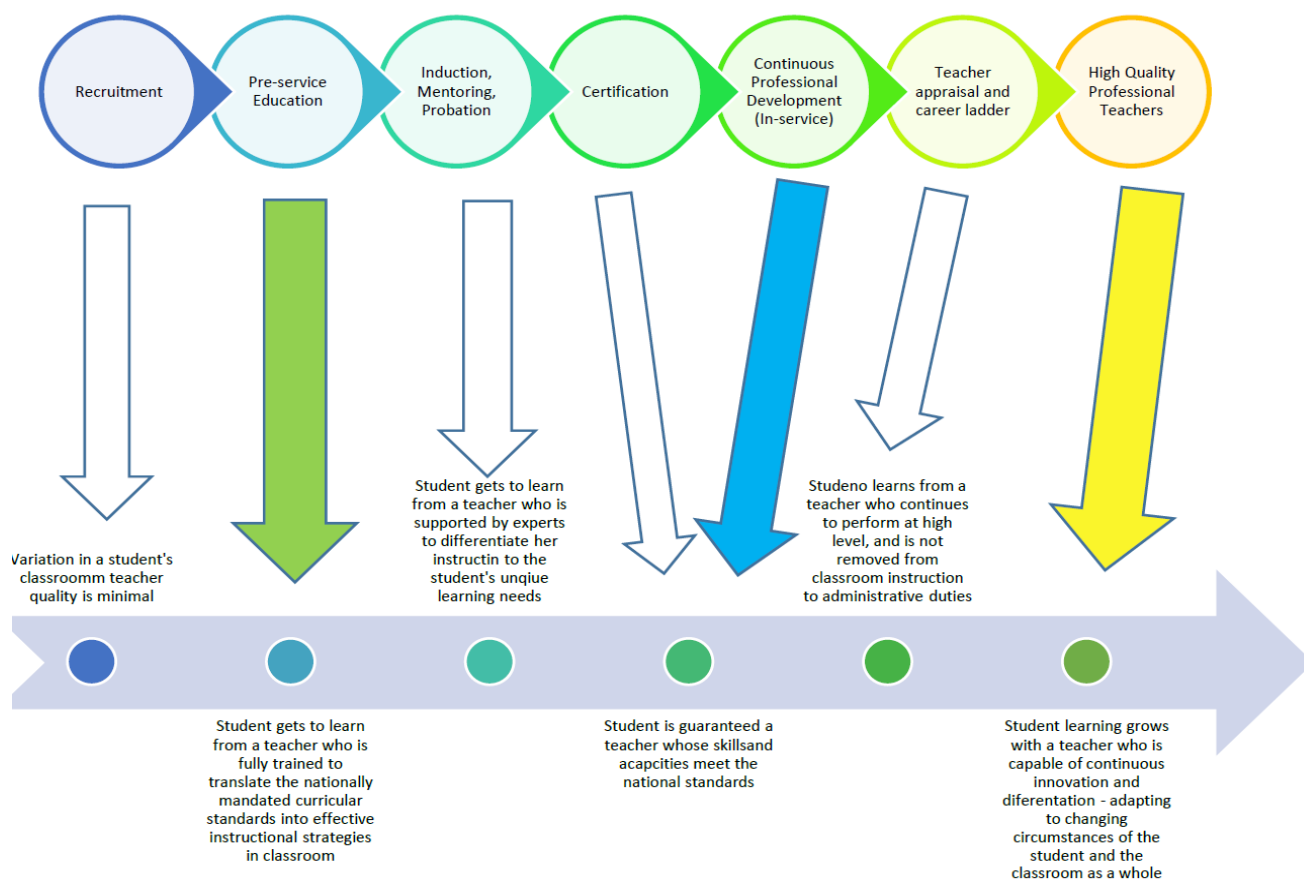 Recruitment
Pre-service
Education
Induction,
Mentoring,
Probation
Certification
Continuous
Professional
Development
(In-service)
Teacher
appraisal and
career ladder
High Quality
Professional
Teachers
Variation in a student's
classroomm teacher
quality is minimal
Student gets to learn
from a teacher who is
fully trained to
translate the nationally
mandated curricular
standards into effective
instructional strategies
in classroom
Student gets to learn
from a teacher who is
supported by experts
to differentiate her
instructin to the
student's unqiue
learning needs
Student is guaranteed a
teacher whose skillsand
acapcities meet the
national standards
Studeno learns from a
teacher who continues
to perform at high
level, and is not
removed from
classroom instruction
to administrative duties
Student learning grows
with a teacher who is
capable of continuous
innovation and
diferentation - adapting
to changing
circumstances of the
student and the
classroom as a whole